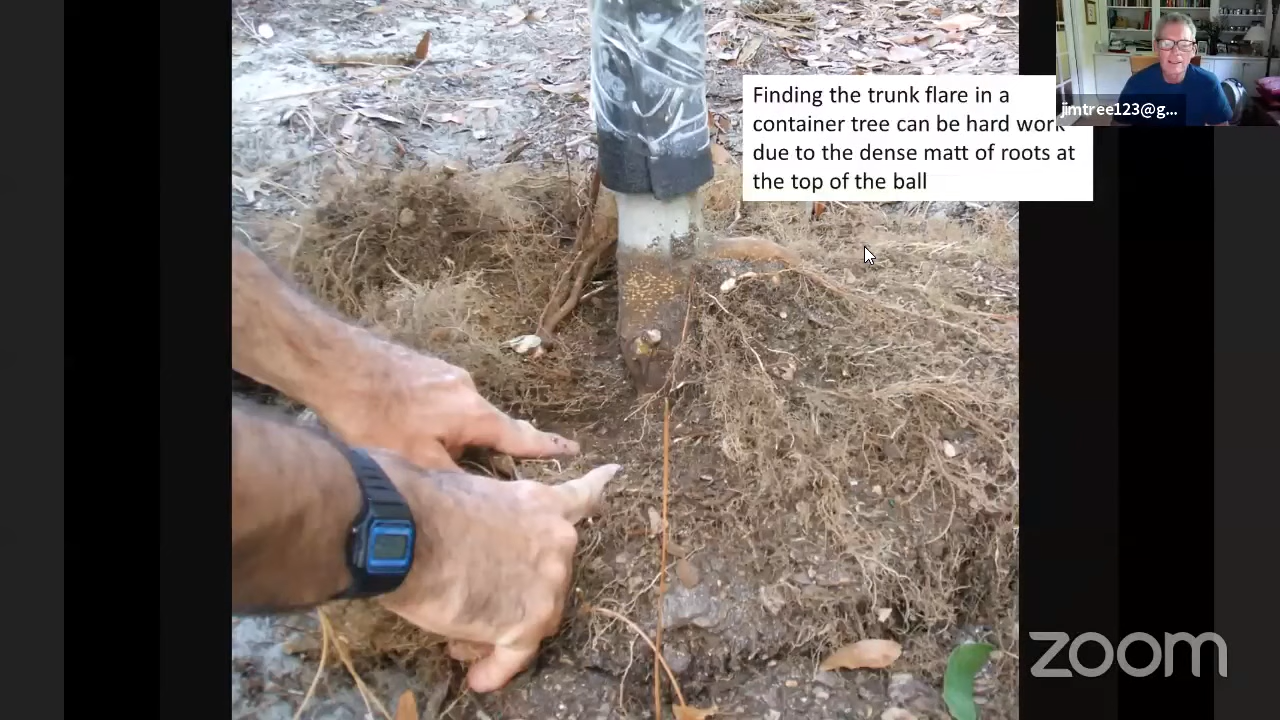 Finding the trunk flare in a
container tree can be hard work
due to the dense matt of roots at
the top of the ball
jimtree123@g...
zoom